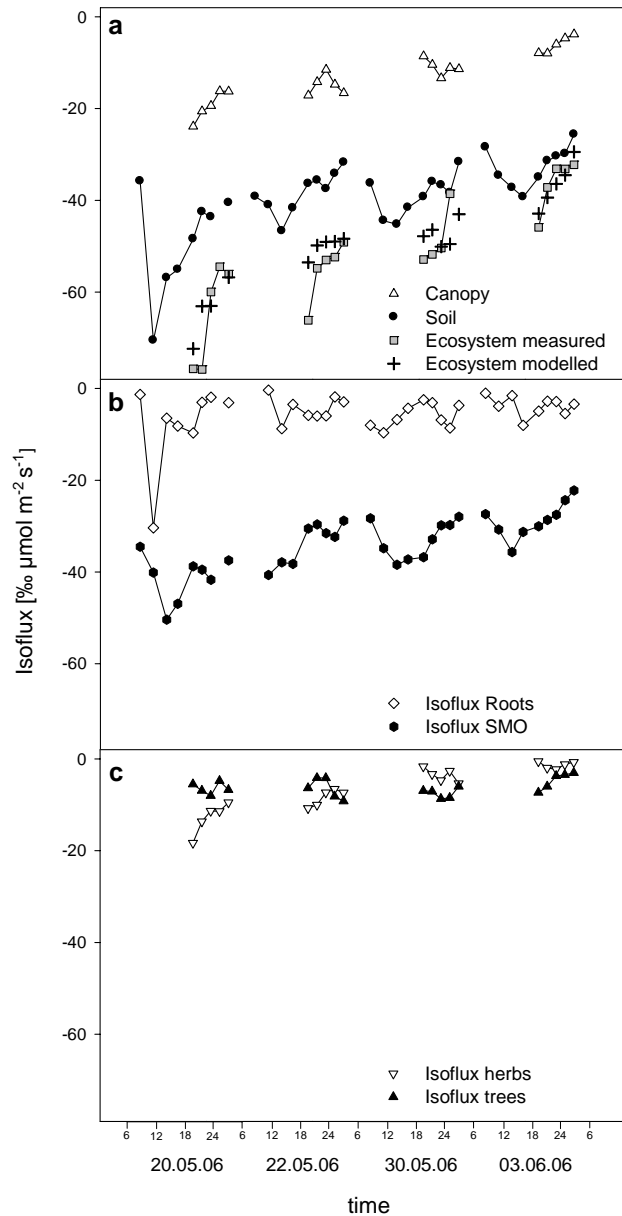 a
0
-20
-40
-60
Canopy
Soil
Ecosystem measured
Ecosystem modelled
b
0
-20
-40
-60
Isoflux Roots
Isoflux SMO
c
0
-20
-40
-60
Isoflux herbs
Isoflux trees
Isoflux [‰ µmol m-2 s-1]
6 12 18 24 12 18 24 12 18 24 12 18 24 6
20.05.06 22.05.06 30.05.06 03.06.06
time